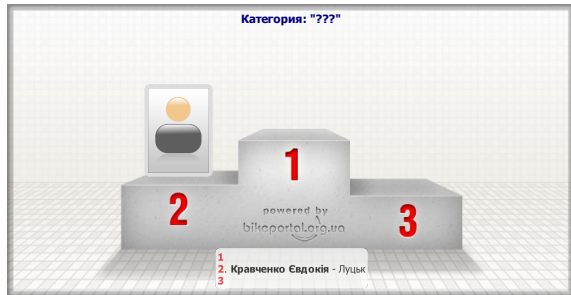 Категория: "???"
1
2
3
powered by
bikeportal.org.ua
1
2. Кравченко Євдокія - Луцьк
3